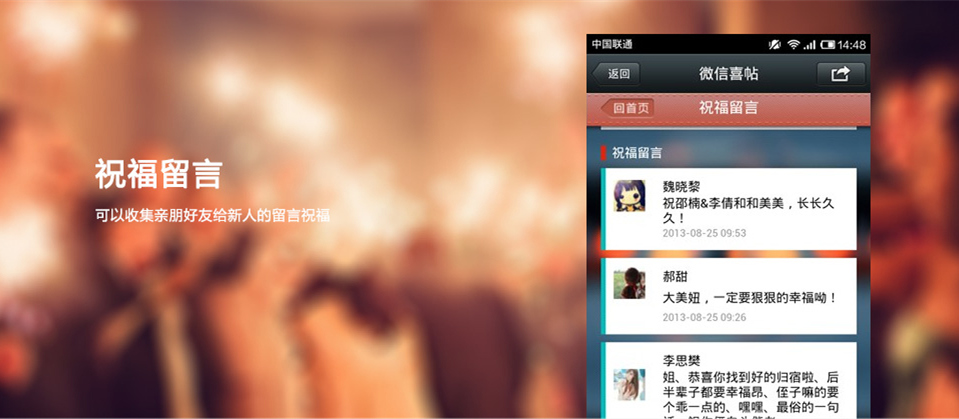 祝福留言
可以收集亲朋好友给新人的留言祝福
中国联通 14:48
返回 微信喜帖
回首页 祝福留言
祝福留言
魏晓黎
祝邵楠&李倩和和美美，长长久
久！
2013-08-25 09:53
郝甜
大美妞，一定要狠狠的幸福呦！
2013-08-25 09:26
李思樊
姐、恭喜你找到好的归宿啦、后
半辈子都要幸福昂、侄子嘛的要
个乖一点的、嘿嘿、最俗的一句